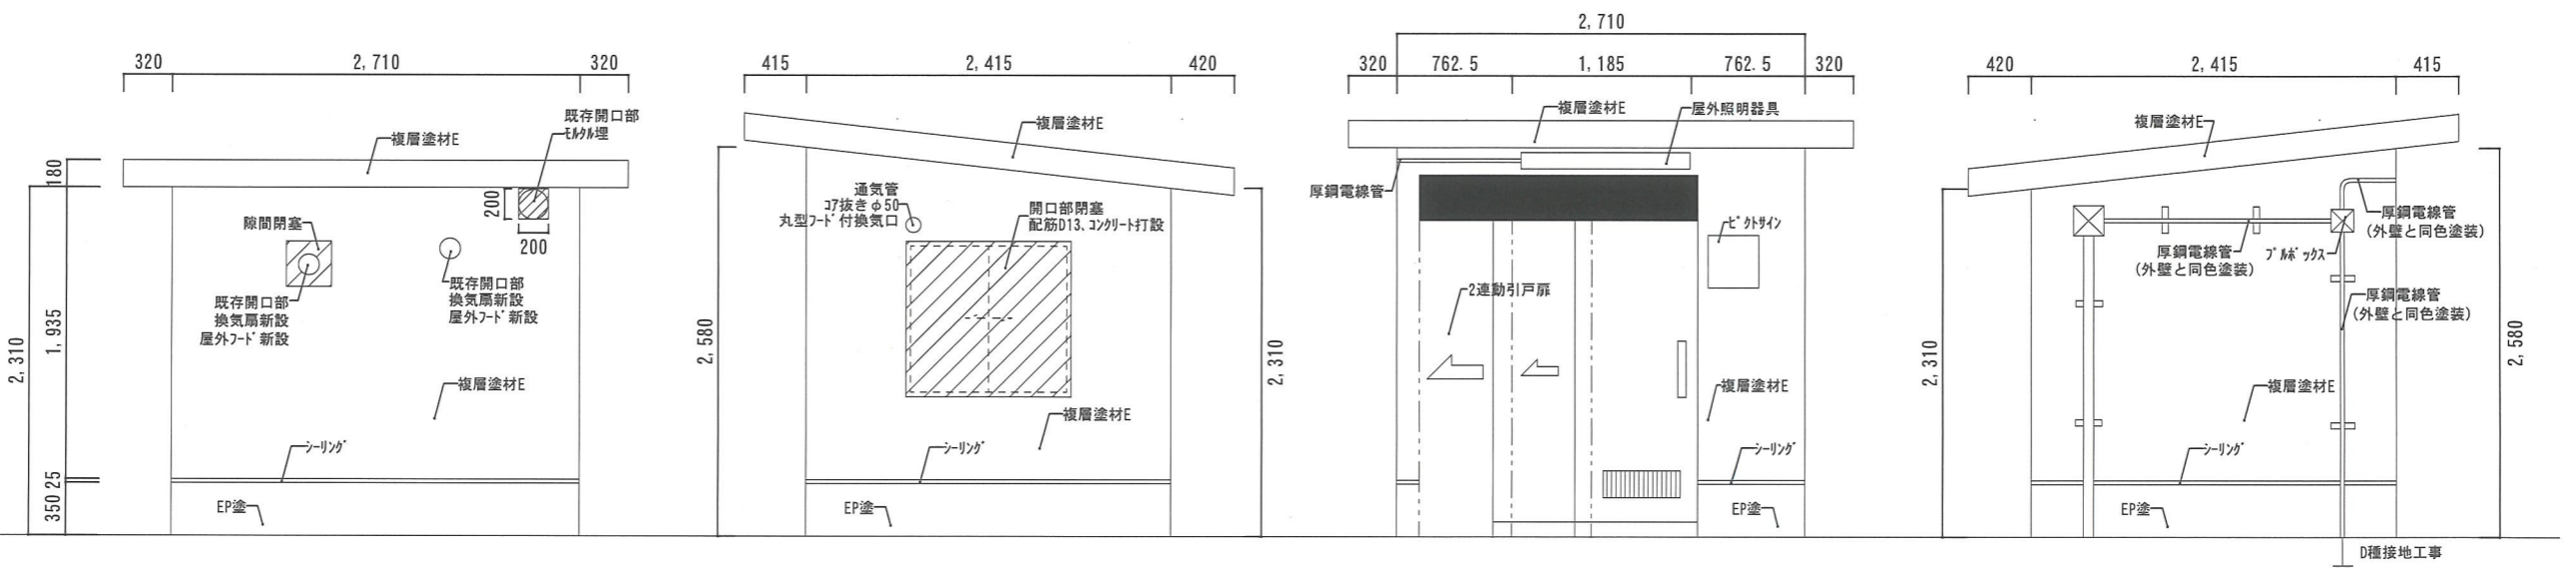 320
2,710
320
既存開口部
ﾓﾙﾀﾙ埋
複層塗材E
180
200
200
隙間閉塞
既存開口部
換気扇新設
屋外ﾌｰﾄﾞ新設
既存開口部
換気扇新設
屋外ﾌｰﾄﾞ新設
2,310
1,935
複層塗材E
ｼｰﾘﾝｸﾞ
25
350
EP塗
415
2,415
420
複層塗材E
通気管
ｺｱ抜きφ50
丸型ﾌｰﾄﾞ付換気口
開口部閉塞
配筋D13､ｺﾝｸﾘｰﾄ打設
2,580
2,310
複層塗材E
ｼｰﾘﾝｸﾞ
EP塗
2,710
320
762.5
1,185
762.5
320
複層塗材E
屋外照明器具
厚鋼電線管
ﾋﾟｸﾄｻｲﾝ
2連動引戸扉
複層塗材E
ｼｰﾘﾝｸﾞ
EP塗
420
2,415
415
複層塗材E
厚鋼電線管
(外壁と同色塗装)
厚鋼電線管
(外壁と同色塗装)
ﾌﾟﾙﾎﾞｯｸｽ
厚鋼電線管
(外壁と同色塗装)
2,310
2,580
複層塗材E
ｼｰﾘﾝｸﾞ
EP塗
D種接地工事